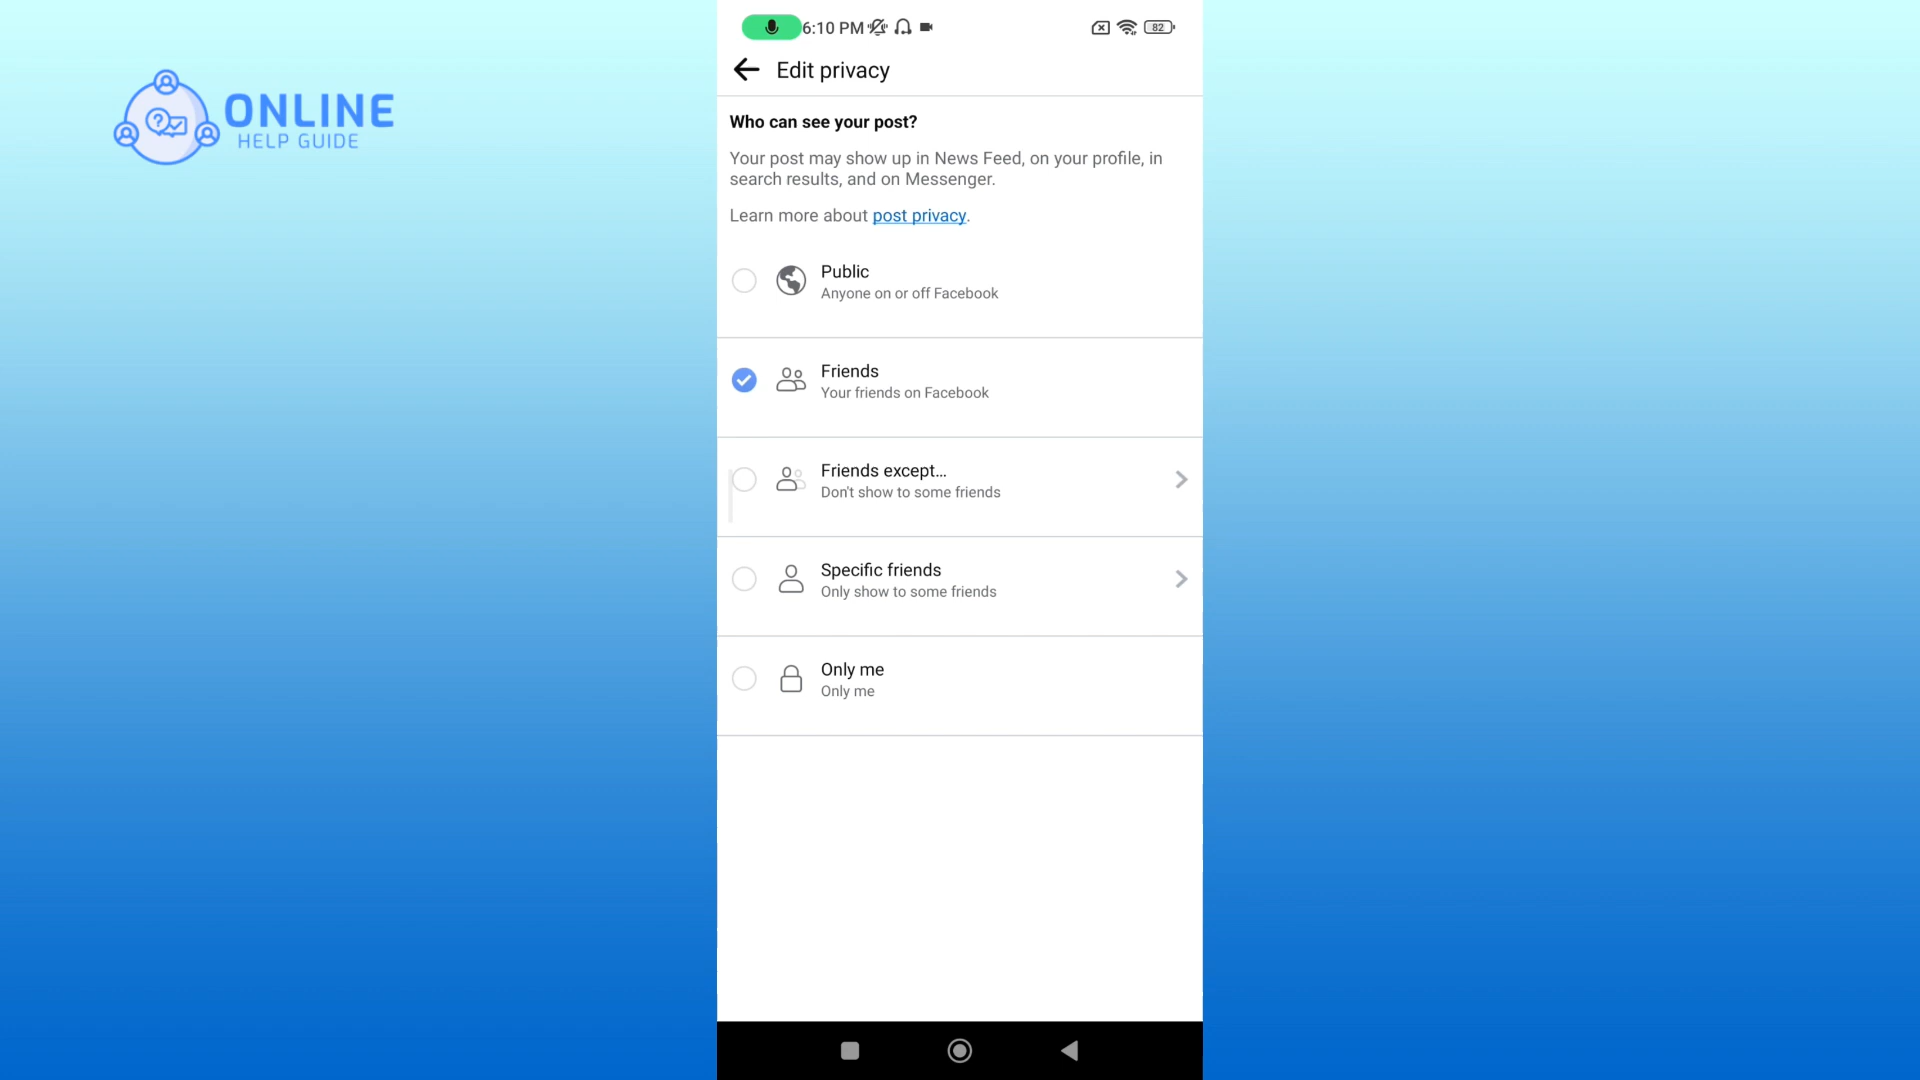 ONLINE
HELP GUIDE
6:10 PM
82
Edit privacy
Who can see your post?
Your post may show up in News Feed, on your profile, in
search results, and on Messenger.
Learn more about post privacy.
Public
Anyone on or off Facebook
Friends
Your friends on Facebook
Friends except...
Don't show to some friends
Specific friends
Only show to some friends
Only me
Only me